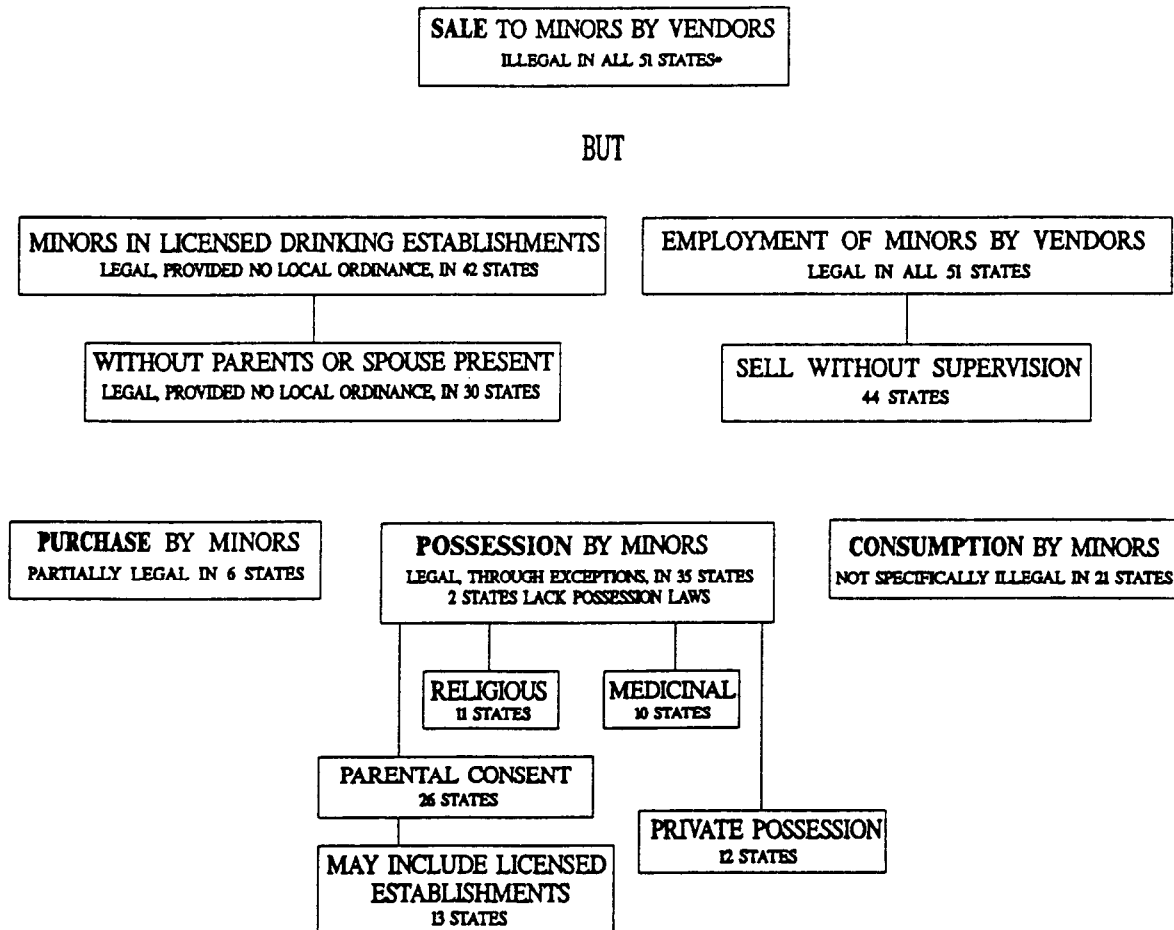 SALE TO MINORS BY VENDORS
ILLEGAL IN ALL 51 STATES*
BUT
MINORS IN LICENSED DRINKING ESTABLISHMENTS
LEGAL, PROVIDED NO LOCAL ORDINANCE, IN 42 STATES
EMPLOYMENT OF MINORS BY VENDORS
LEGAL IN ALL 51 STATES
WITHOUT PARENTS OR SPOUSE PRESENT
LEGAL, PROVIDED NO LOCAL ORDINANCE, IN 30 STATES
SELL WITHOUT SUPERVISION
44 STATES
PURCHASE BY MINORS
PARTIALLY LEGAL IN 6 STATES
POSSESSION BY MINORS
LEGAL, THROUGH EXCEPTIONS, IN 35 STATES
2 STATES LACK POSSESSION LAWS
CONSUMPTION BY MINORS
NOT SPECIFICALLY ILLEGAL IN 21 STATES
RELIGIOUS
11 STATES
MEDICINAL
10 STATES
PARENTAL CONSENT
26 STATES
PRIVATE POSSESSION
12 STATES
MAY INCLUDE LICENSED
ESTABLISHMENTS
13 STATES